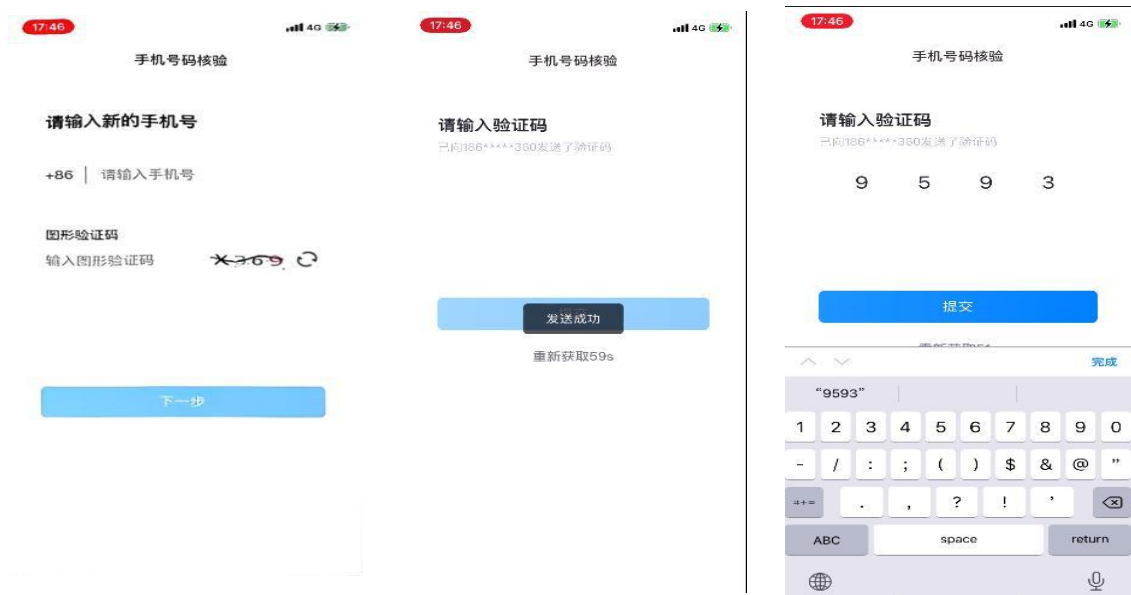 17:46
4G
手机号码核验
请输入新的手机号
+86 | 请输入手机号
图形验证码
输入图形验证码
下一步
17:46
4G
手机号码核验
请输入验证码
已向186*****360发送了验证码
发送成功
重新获取59s
17:46
4G
手机号码核验
请输入验证码
已向186*****360发送了验证码
9 5 9 3
提交
完成
“9593”
1 2 3 4 5 6 7 8 9 0
- / : ; ( ) $ & @ "
#+= . , ? ! ’
ABC space return